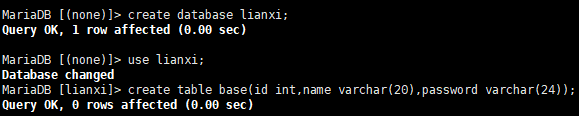 MariaDB [(none)]> create database lianxi;
Query OK, 1 row affected (0.00 sec)
MariaDB [(none)]> use lianxi;
Database changed
MariaDB [lianxi]> create table base(id int,name varchar(20),password varchar(24));
Query OK, 0 rows affected (0.00 sec)